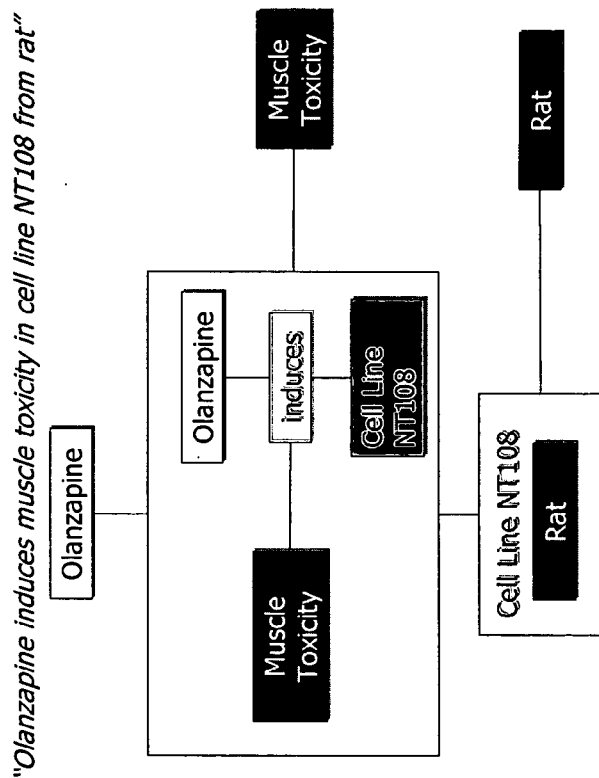 "Olanzapine induces muscle toxicity in cell line NT108 from rat"
Olanzapine
Olanzapine
induces
Muscle
Toxicity
Cell Line
NT108
Muscle
Toxicity
Cell Line NT108
Rat
Rat